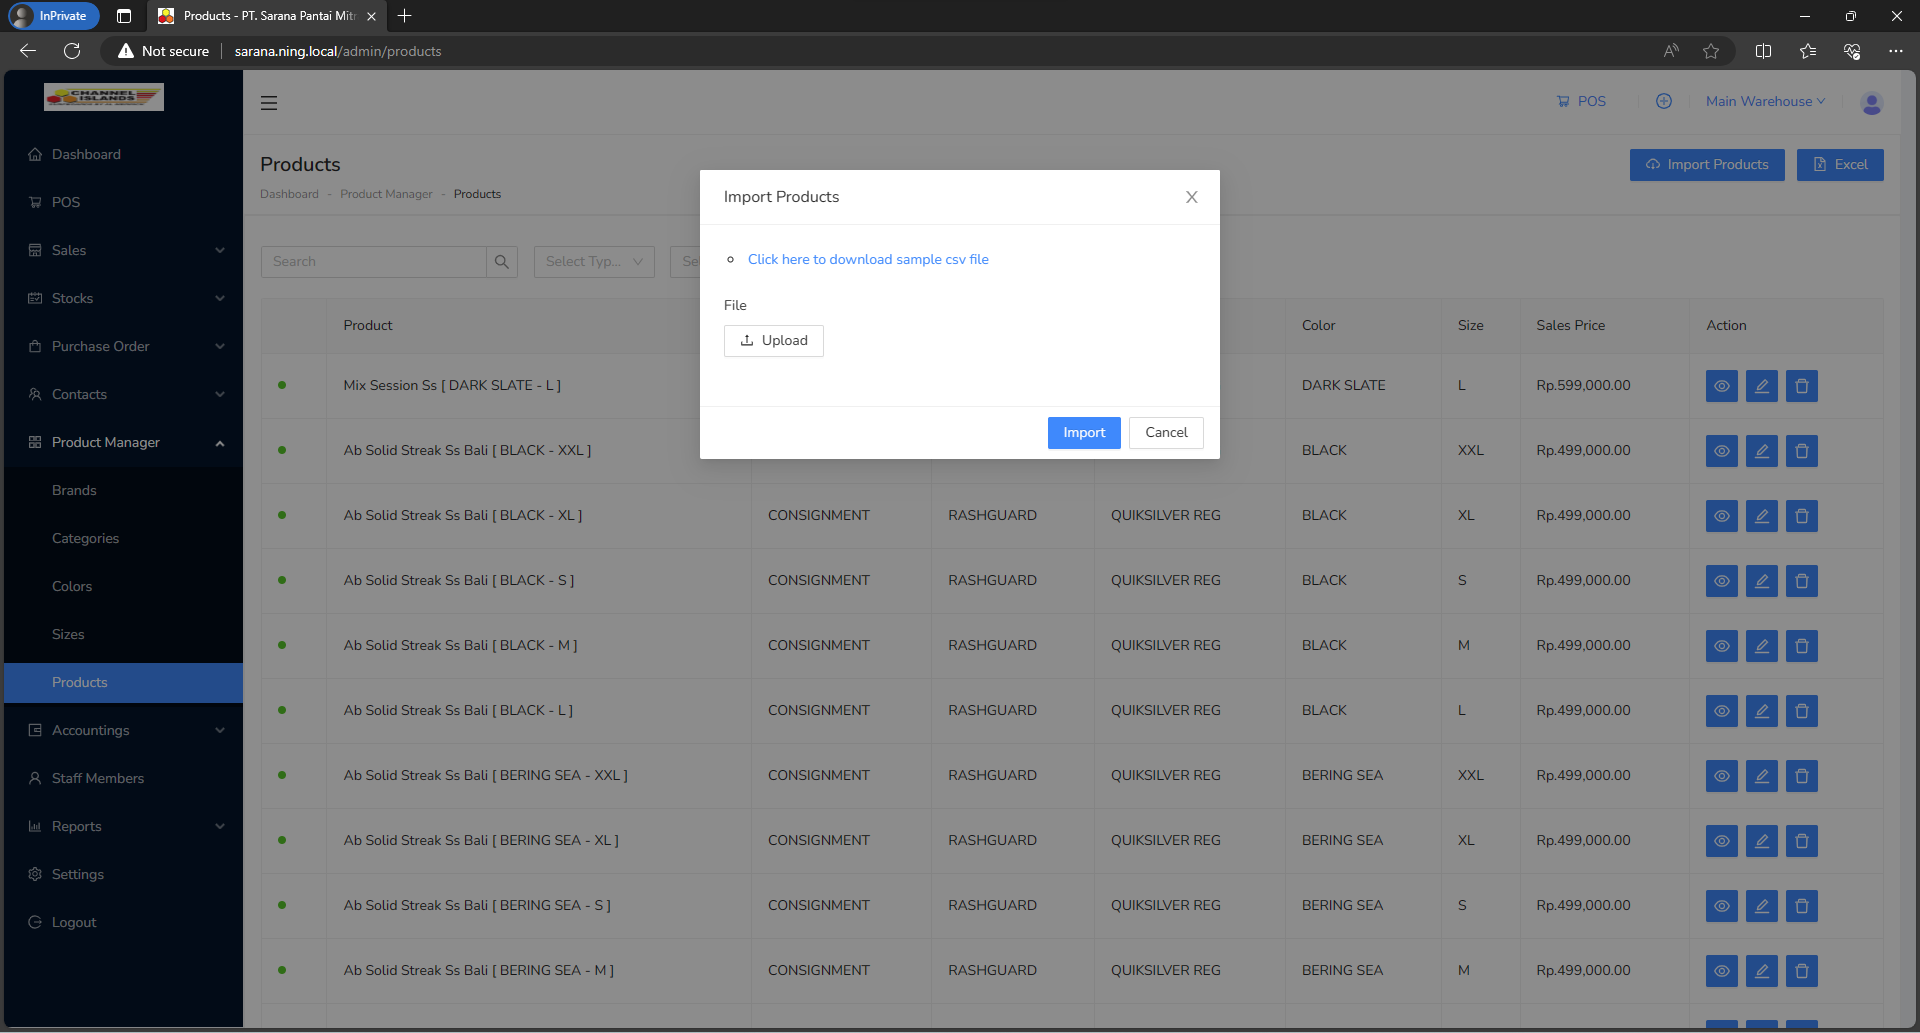 InPrivate
Products - PT. Sarana Pantai Mitr
Not secure
sarana.ning.local/admin/products
CHANNEL
ISLANDS
Dashboard
POS
Sales
Stocks
Purchase Order
Contacts
Product Manager
Brands
Categories
Colors
Sizes
Products
Accountings
Staff Members
Reports
Settings
Logout
POS
Main Warehouse
Products
Dashboard - Product Manager - Products
Import Products
Excel
Search
Select Typ...
Se
Import Products
Click here to download sample csv file
File
Upload
Import
Cancel
Product Color Size Sales Price Action
Mix Session Ss [ DARK SLATE - L ] DARK SLATE L Rp.599,000.00
Ab Solid Streak Ss Bali [ BLACK - XXL ] BLACK XXL Rp.499,000.00
Ab Solid Streak Ss Bali [ BLACK - XL ] CONSIGNMENT RASHGUARD QUIKSILVER REG BLACK XL Rp.499,000.00
Ab Solid Streak Ss Bali [ BLACK - S ] CONSIGNMENT RASHGUARD QUIKSILVER REG BLACK S Rp.499,000.00
Ab Solid Streak Ss Bali [ BLACK - M ] CONSIGNMENT RASHGUARD QUIKSILVER REG BLACK M Rp.499,000.00
Ab Solid Streak Ss Bali [ BLACK - L ] CONSIGNMENT RASHGUARD QUIKSILVER REG BLACK L Rp.499,000.00
Ab Solid Streak Ss Bali [ BERING SEA - XXL ] CONSIGNMENT RASHGUARD QUIKSILVER REG BERING SEA XXL Rp.499,000.00
Ab Solid Streak Ss Bali [ BERING SEA - XL ] CONSIGNMENT RASHGUARD QUIKSILVER REG BERING SEA XL Rp.499,000.00
Ab Solid Streak Ss Bali [ BERING SEA - S ] CONSIGNMENT RASHGUARD QUIKSILVER REG BERING SEA S Rp.499,000.00
Ab Solid Streak Ss Bali [ BERING SEA - M ] CONSIGNMENT RASHGUARD QUIKSILVER REG BERING SEA M Rp.499,000.00